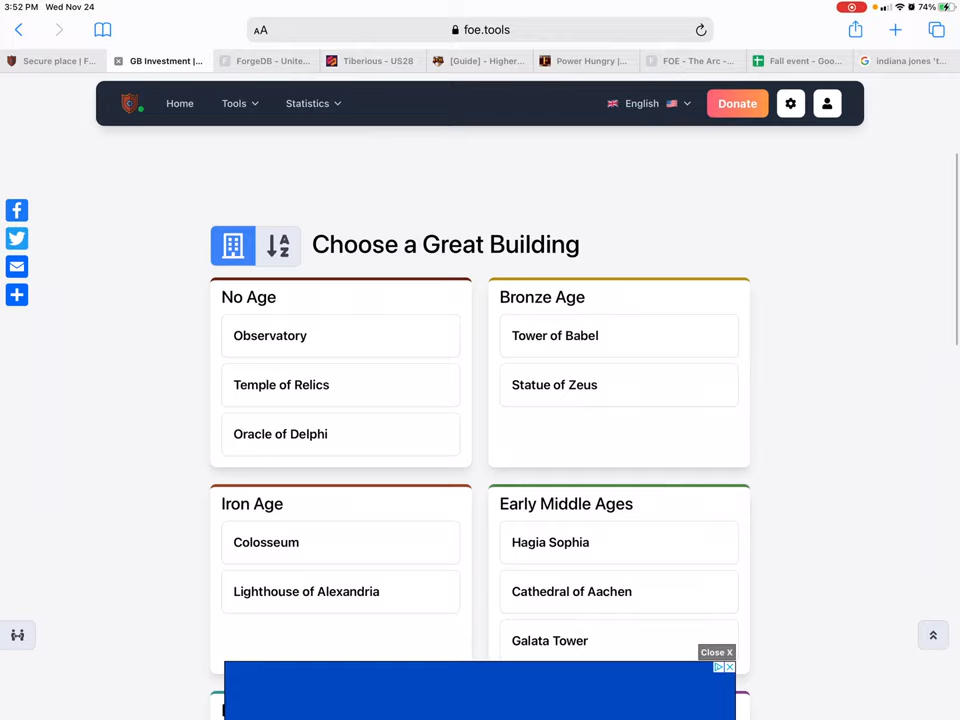 3:52 PM Wed Nov 24
74%
AA
foe.tools
Secure place | F...
GB Investment |...
ForgeDB - Unite...
Tiberious - US28
[Guide] - Higher...
Power Hungry |...
FOE - The Arc -...
Fall event - Goo...
indiana jones 't...
Home
Tools
Statistics
English
Donate
A
Z
Choose a Great Building
No Age
Observatory
Temple of Relics
Oracle of Delphi
Bronze Age
Tower of Babel
Statue of Zeus
Iron Age
Colosseum
Lighthouse of Alexandria
Early Middle Ages
Hagia Sophia
Cathedral of Aachen
Galata Tower
Close X